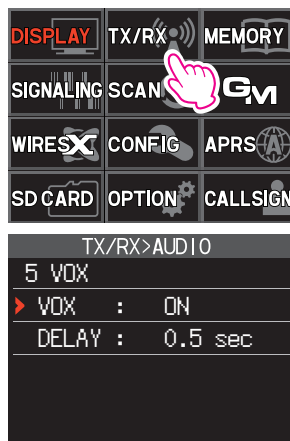 DISPLAY TX/RX MEMORY
SIGNALING SCAN GM
WIRES X CONFIG APRS
SD CARD OPTION CALLSIGN
TX/RX>AUDIO
5 VOX
VOX : ON
DELAY : 0.5 sec